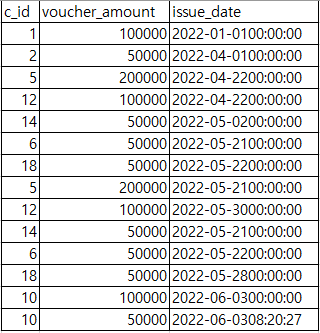 c_id voucher_amount issue_date
1 100000 2022-01-0100:00:00
2 50000 2022-04-0100:00:00
5 200000 2022-04-2200:00:00
12 100000 2022-04-2200:00:00
14 50000 2022-05-0200:00:00
6 50000 2022-05-2100:00:00
18 50000 2022-05-2200:00:00
5 200000 2022-05-2100:00:00
12 100000 2022-05-3000:00:00
14 50000 2022-05-2100:00:00
6 50000 2022-05-2200:00:00
18 50000 2022-05-2800:00:00
10 100000 2022-06-0300:00:00
10 50000 2022-06-0308:20:27